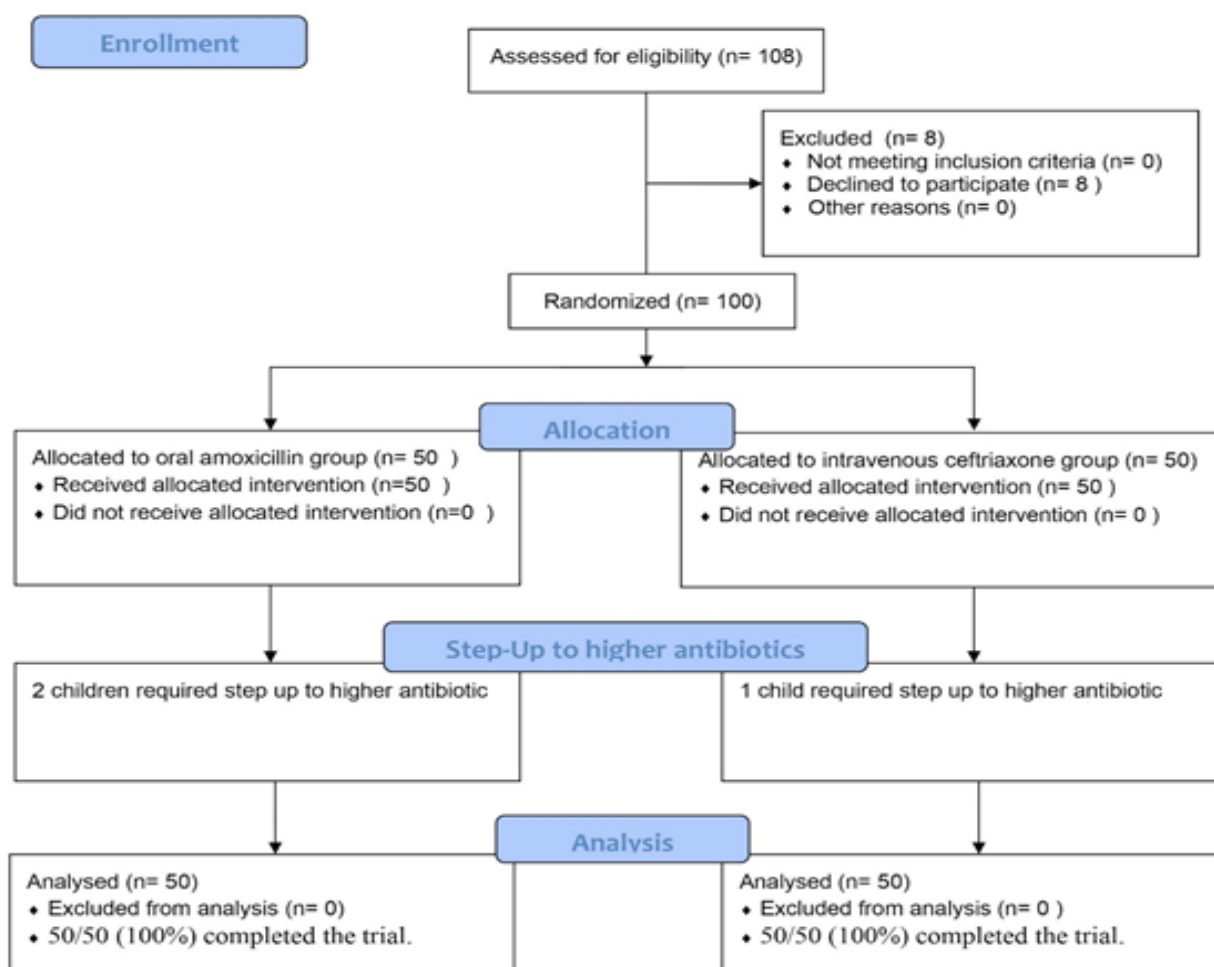 Enrollment
Assessed for eligibility (n= 108)
Excluded (n= 8)
♦ Not meeting inclusion criteria (n= 0)
♦ Declined to participate (n= 8 )
♦ Other reasons (n= 0)
Randomized (n= 100)
Allocation
Allocated to oral amoxicillin group (n= 50 )
♦ Received allocated intervention (n=50 )
♦ Did not receive allocated intervention (n=0 )
Allocated to intravenous ceftriaxone group (n= 50)
♦ Received allocated intervention (n= 50 )
♦ Did not receive allocated intervention (n= 0 )
Step-Up to higher antibiotics
2 children required step up to higher antibiotic
1 child required step up to higher antibiotic
Analysis
Analysed (n= 50)
♦ Excluded from analysis (n= 0)
♦ 50/50 (100%) completed the trial.
Analysed (n= 50)
♦ Excluded from analysis (n= 0 )
♦ 50/50 (100%) completed the trial.